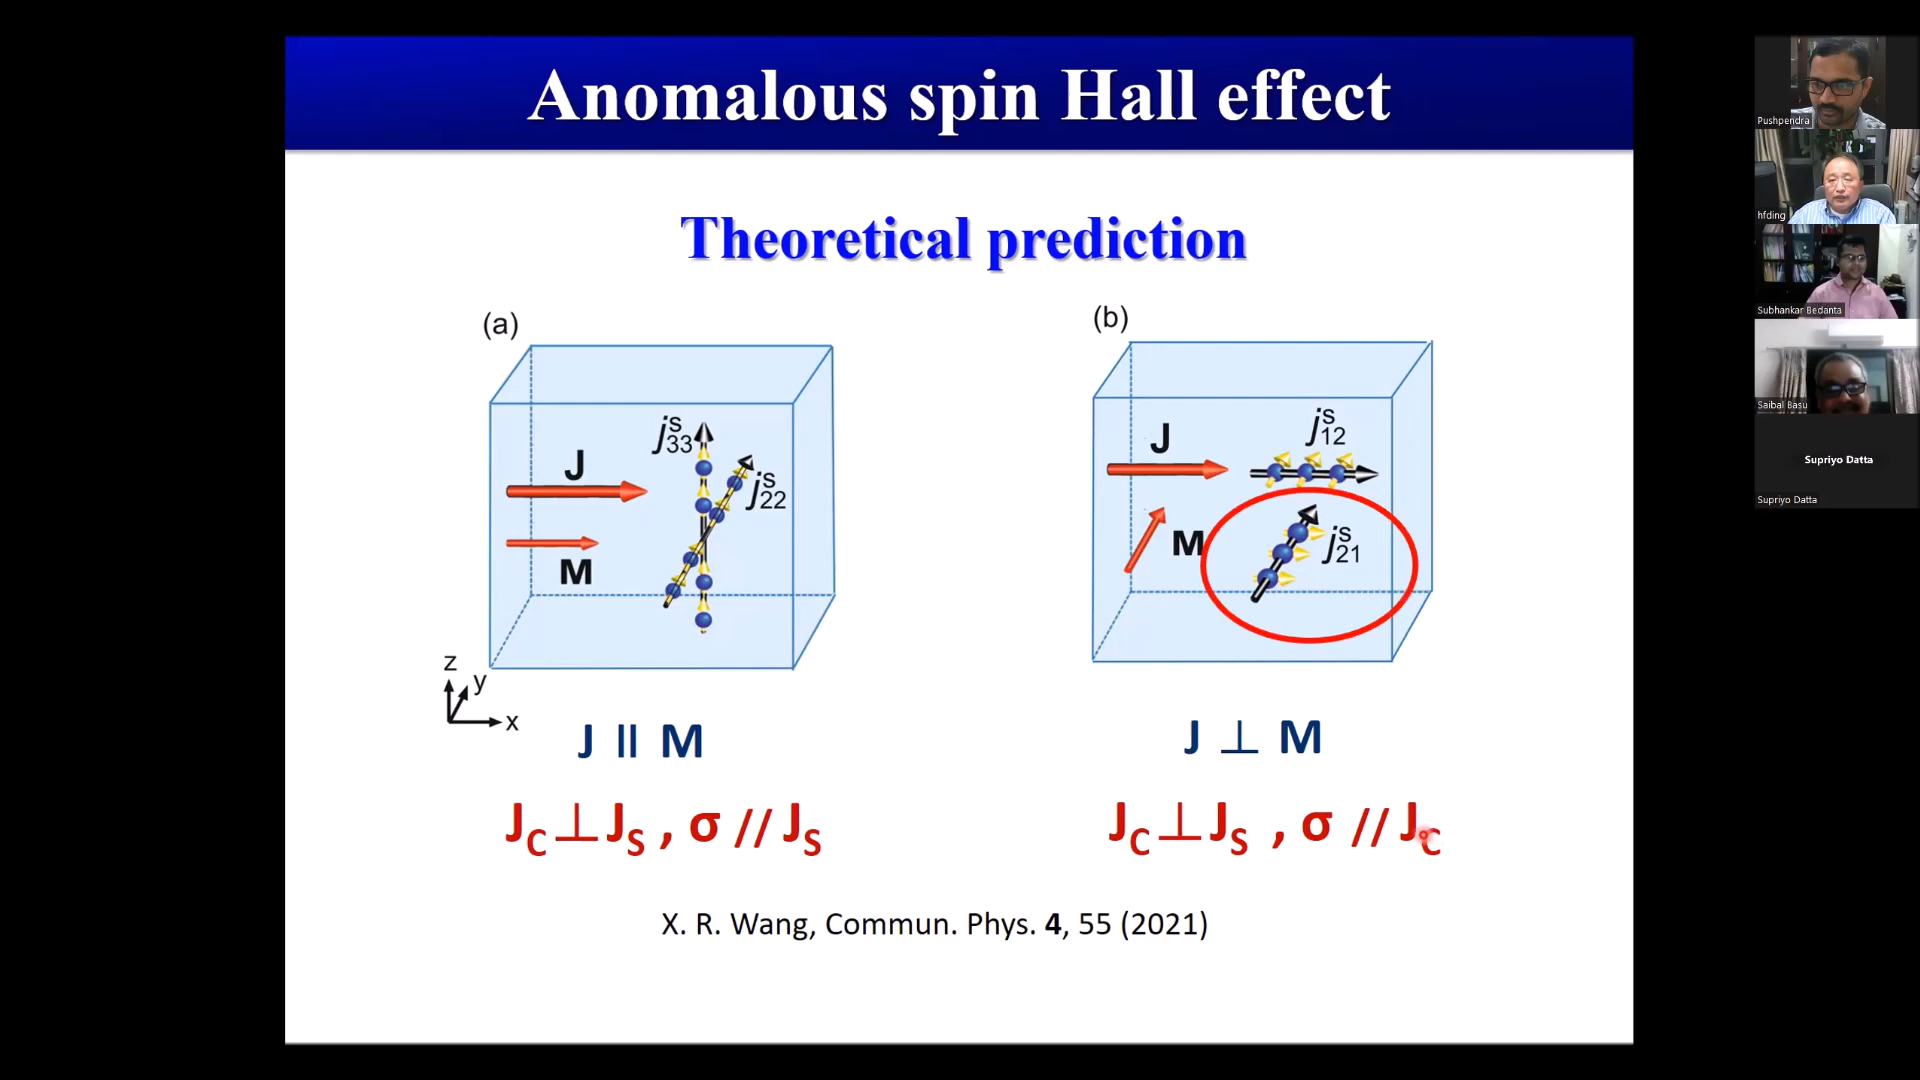 Anomalous spin Hall effect
Theoretical prediction
(a)
J
M
j^s_33
j^s_22
z
y
x
J || M
J_C ⊥ J_S , σ // J_S
(b)
J
M
j^s_12
j^s_21
J ⊥ M
J_C ⊥ J_S , σ // J_C
X. R. Wang, Commun. Phys. 4, 55 (2021)
Pushpendra
hfding
Subhankar Bedanta
Saibal Basu
Supriyo Datta
Supriyo Datta